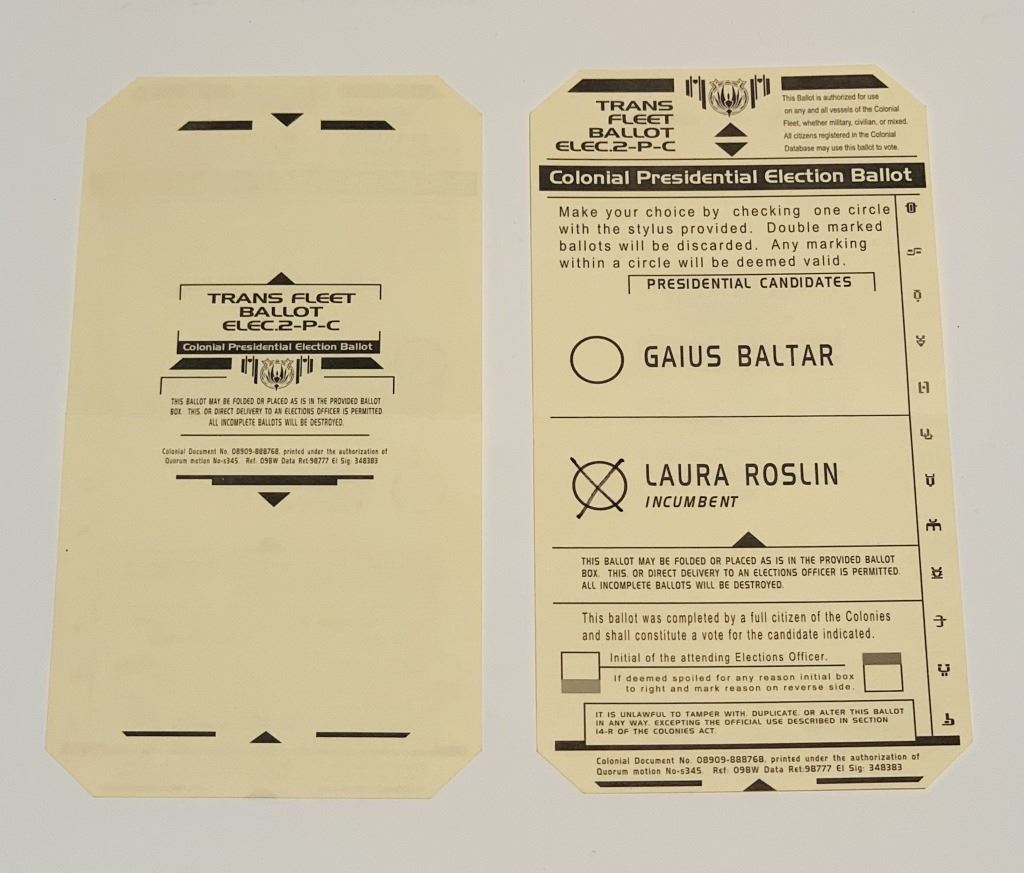 TRANS FLEET
BALLOT
ELEC.2-P-C
Colonial Presidential Election Ballot
THIS BALLOT MAY BE FOLDED OR PLACED AS IS IN THE PROVIDED BALLOT
BOX. THIS, OR DIRECT DELIVERY TO AN ELECTIONS OFFICER IS PERMITTED.
ALL INCOMPLETE BALLOTS WILL BE DESTROYED.
Colonial Document No. 08909-888768, printed under the authorization of
Quorum motion No-s345. Ref: 098W Data Ret:98777 El Sig: 348383
TRANS
FLEET
BALLOT
ELEC.2-P-C
This Ballot is authorized for use
on any and all vessels of the Colonial
Fleet, whether military, civilian, or mixed.
All citizens registered in the Colonial
Database may use this ballot to vote.
Colonial Presidential Election Ballot
Make your choice by checking one circle
with the stylus provided. Double marked
ballots will be discarded. Any marking
within a circle will be deemed valid.
PRESIDENTIAL CANDIDATES
GAIUS BALTAR
LAURA ROSLIN
INCUMBENT
THIS BALLOT MAY BE FOLDED OR PLACED AS IS IN THE PROVIDED BALLOT
BOX. THIS, OR DIRECT DELIVERY TO AN ELECTIONS OFFICER IS PERMITTED.
ALL INCOMPLETE BALLOTS WILL BE DESTROYED.
This ballot was completed by a full citizen of the Colonies
and shall constitute a vote for the candidate indicated.
Initial of the attending Elections Officer.
If deemed spoiled for any reason initial box
to right and mark reason on reverse side.
IT IS UNLAWFUL TO TAMPER WITH, DUPLICATE, OR ALTER THIS BALLOT
IN ANY WAY, EXCEPTING THE OFFICIAL USE DESCRIBED IN SECTION
14-R OF THE COLONIES ACT.
Colonial Document No. 08909-888768, printed under the authorization of
Quorum motion No-s345. Ref: 098W Data Ret:98777 El Sig: 348383